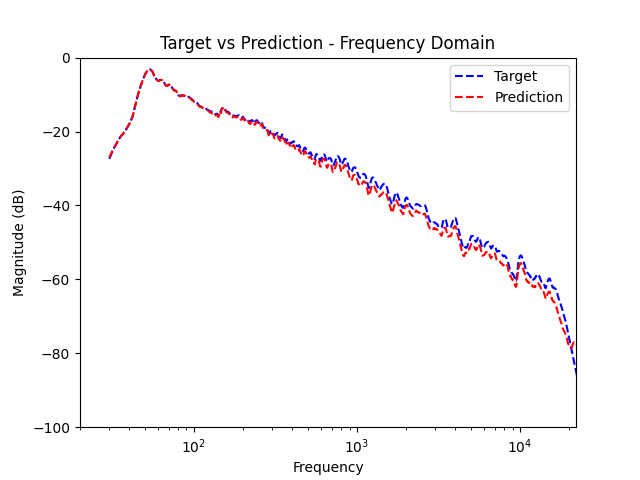 Target vs Prediction - Frequency Domain
Target
Prediction
0
−20
−40
−60
−80
−100
Magnitude (dB)
10²
10³
10⁴
Frequency